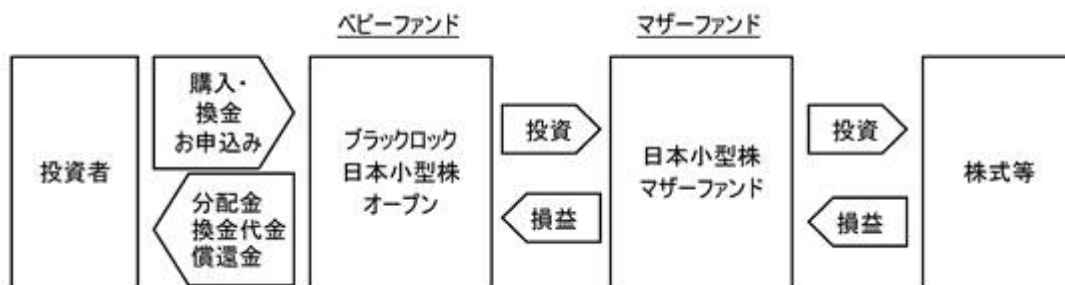 ベビーファンド
マザーファンド
投資者
購入・
換金
お申込み
分配金
換金代金
償還金
ブラックロック
日本小型株
オープン
投資
損益
日本小型株
マザーファンド
投資
損益
株式等